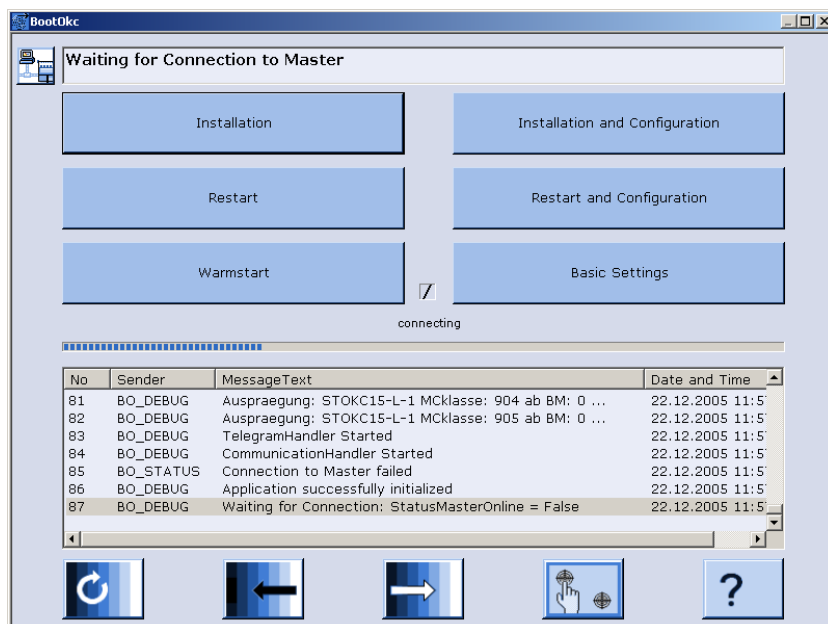 BootOkc
Waiting for Connection to Master
Installation
Installation and Configuration
Restart
Restart and Configuration
Warmstart
Basic Settings
connecting
No Sender MessageText Date and Time
81 BO_DEBUG Auspraegung: STOKC15-L-1 MCklasse: 904 ab BM: 0 ... 22.12.2005 11:5
82 BO_DEBUG Auspraegung: STOKC15-L-1 MCklasse: 905 ab BM: 0 ... 22.12.2005 11:5
83 BO_DEBUG TelegramHandler Started 22.12.2005 11:5
84 BO_DEBUG CommunicationHandler Started 22.12.2005 11:5
85 BO_STATUS Connection to Master failed 22.12.2005 11:5
86 BO_DEBUG Application successfully initialized 22.12.2005 11:5
87 BO_DEBUG Waiting for Connection: StatusMasterOnline = False 22.12.2005 11:5
?